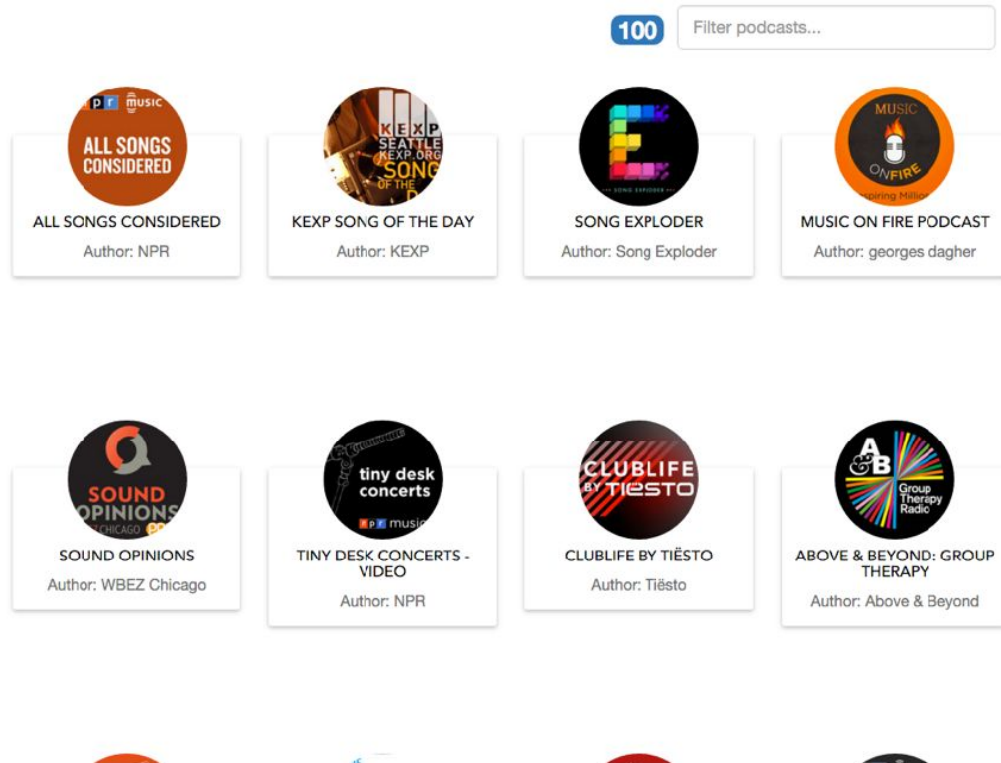 100
Filter podcasts...
npr music
ALL SONGS
CONSIDERED
ALL SONGS CONSIDERED
Author: NPR
KEXP
SEATTLE
KEXP.ORG
SONG
OF THE
KEXP SONG OF THE DAY
Author: KEXP
E
SONG EXPLODER
SONG EXPLODER
Author: Song Exploder
MUSIC
ONFIRE
MUSIC ON FIRE PODCAST
Author: georges dagher
SOUND
OPINIONS
CHICAGO
SOUND OPINIONS
Author: WBEZ Chicago
tiny desk
concerts
npr music
TINY DESK CONCERTS -
VIDEO
Author: NPR
CLUBLIFE
BY TIËSTO
CLUBLIFE BY TIËSTO
Author: Tiësto
A
&B
Group
Therapy
Radio
ABOVE & BEYOND: GROUP
THERAPY
Author: Above & Beyond